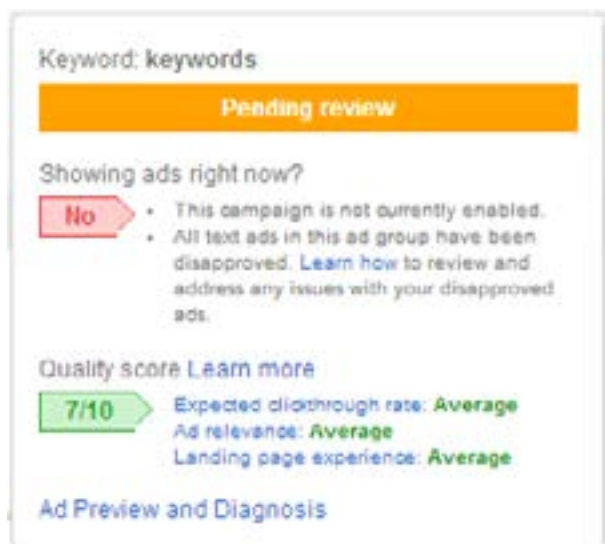 Keyword: keywords
Pending review
Showing ads right now?
No
• This campaign is not currently enabled.
• All text ads in this ad group have been
disapproved. Learn how to review and
address any issues with your disapproved
ads.
Quality score Learn more
7/10
Expected clickthrough rate: Average
Ad relevance: Average
Landing page experience: Average
Ad Preview and Diagnosis